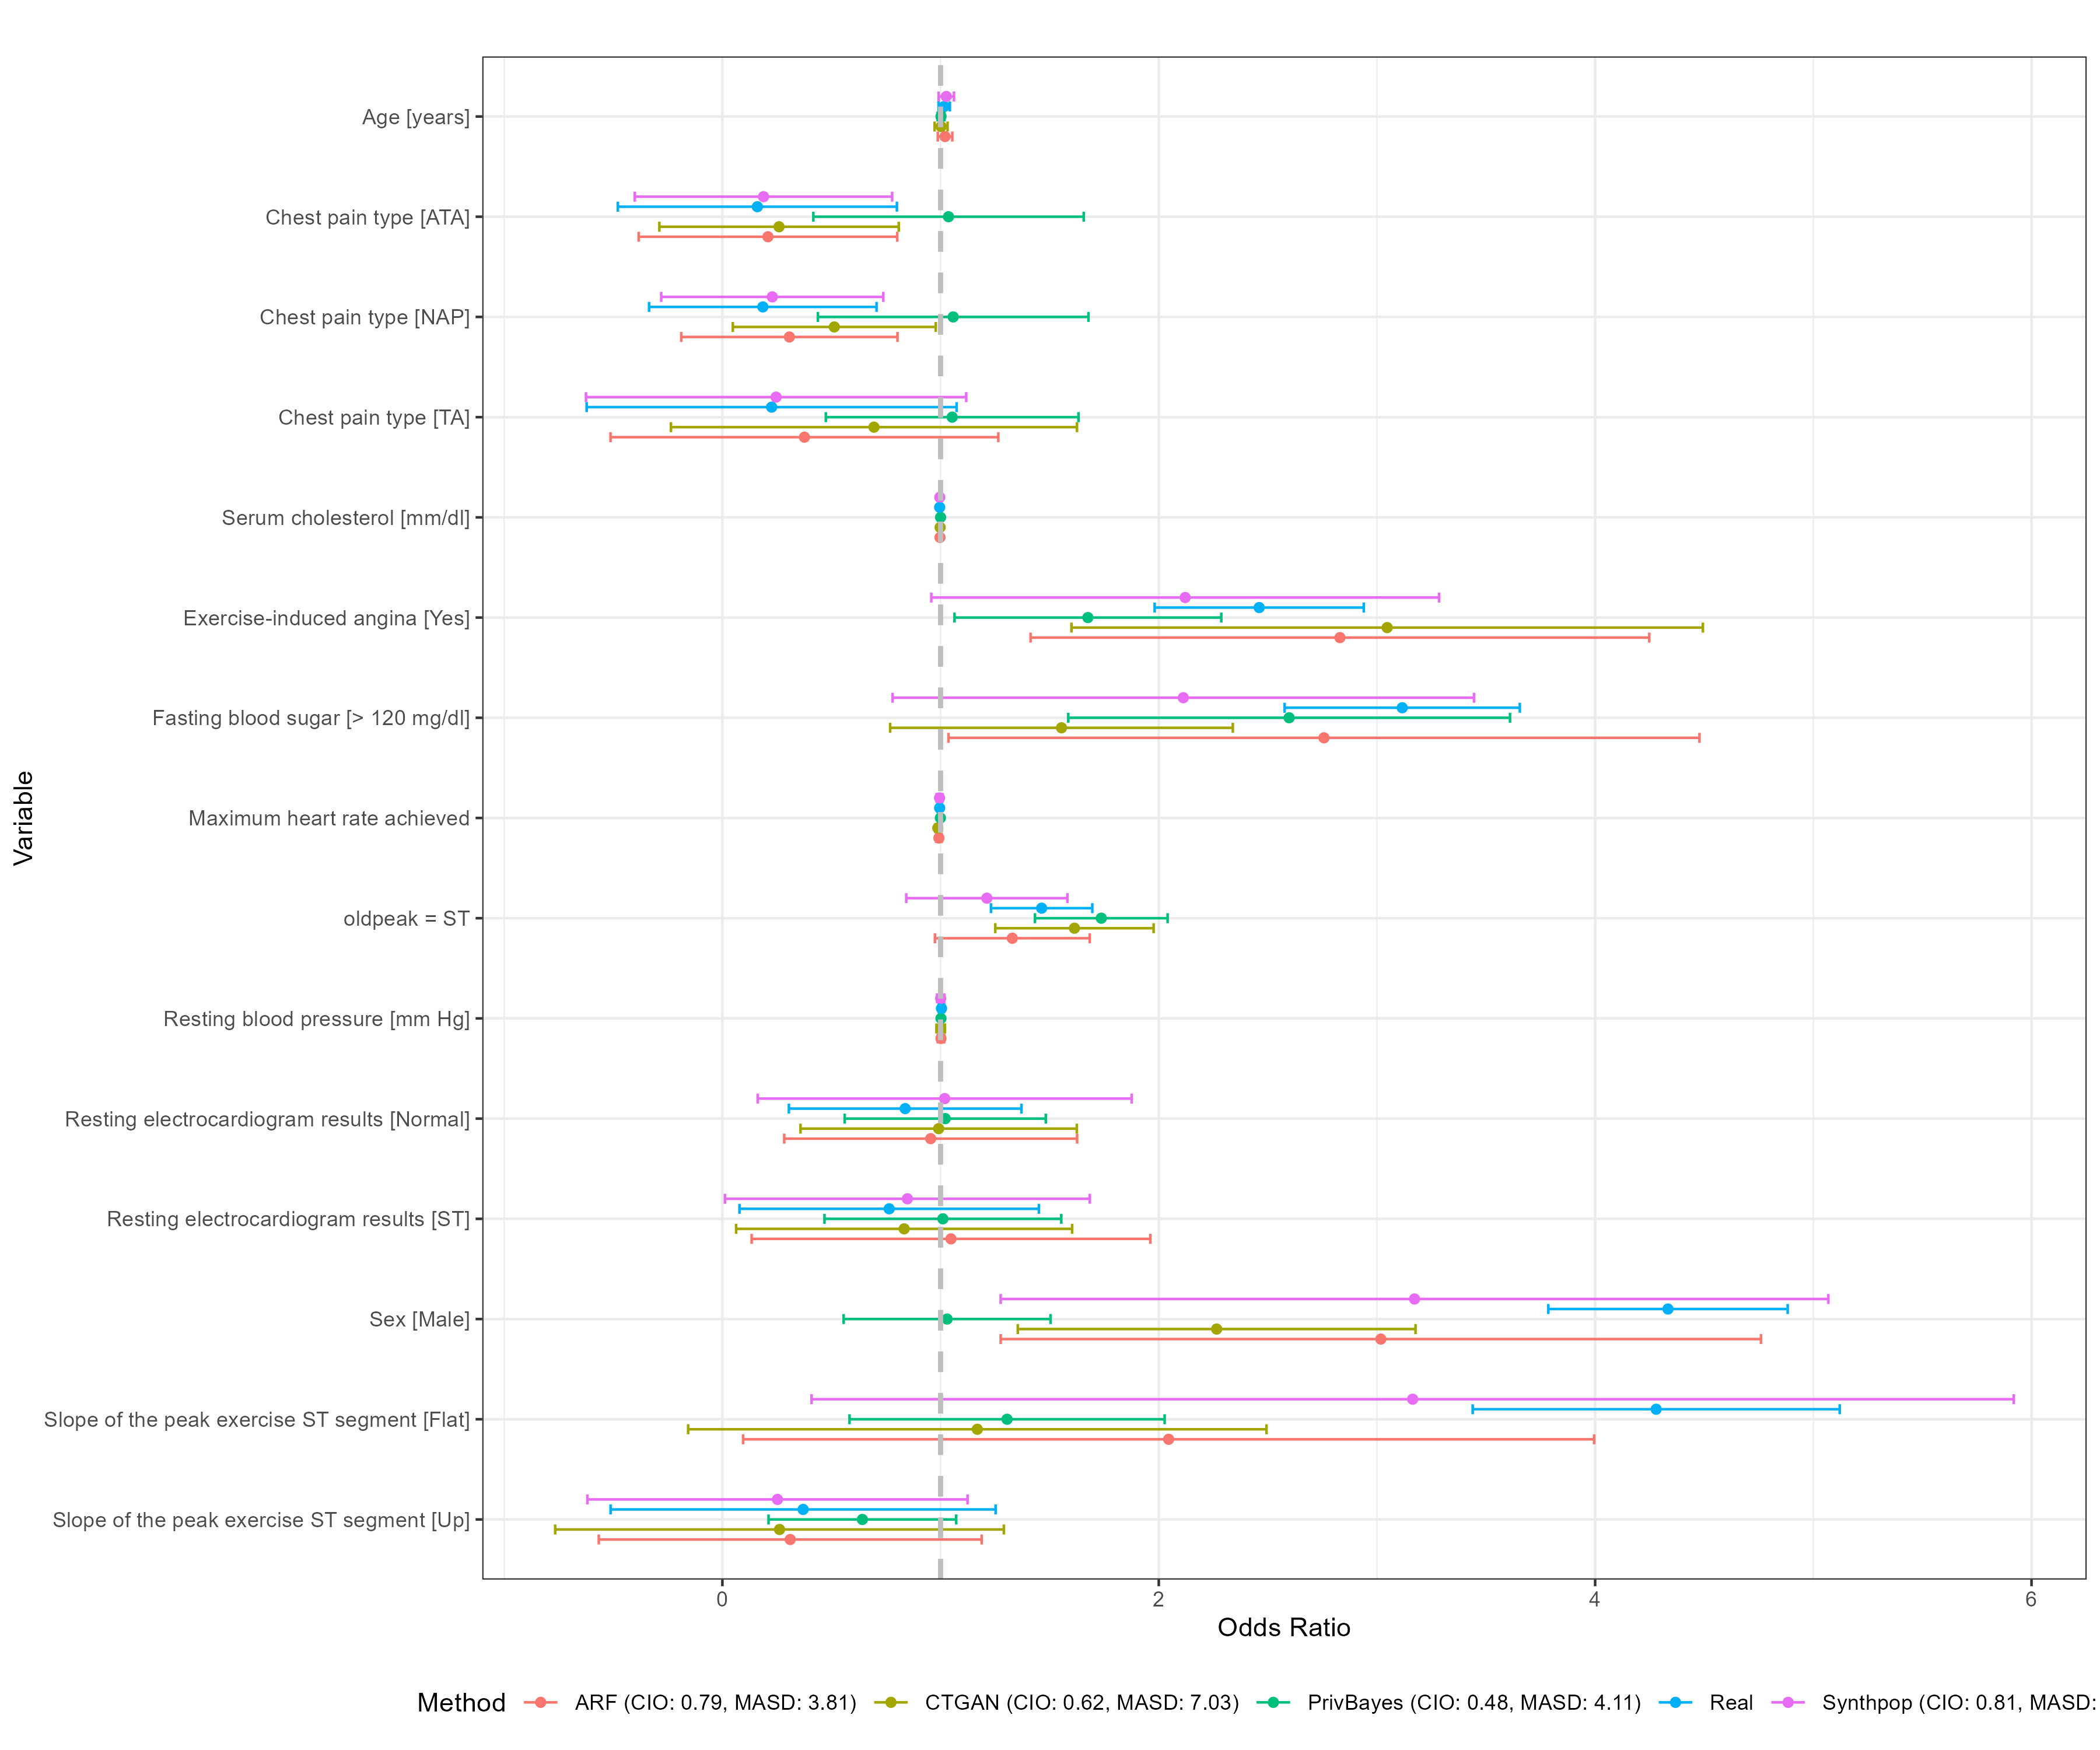 Age [years]
Chest pain type [ATA]
Chest pain type [NAP]
Chest pain type [TA]
Serum cholesterol [mm/dl]
Exercise-induced angina [Yes]
Fasting blood sugar [> 120 mg/dl]
Maximum heart rate achieved
oldpeak = ST
Resting blood pressure [mm Hg]
Resting electrocardiogram results [Normal]
Resting electrocardiogram results [ST]
Sex [Male]
Slope of the peak exercise ST segment [Flat]
Slope of the peak exercise ST segment [Up]
Variable
0 2 4 6
Odds Ratio
Method ARF (CIO: 0.79, MASD: 3.81) CTGAN (CIO: 0.62, MASD: 7.03) PrivBayes (CIO: 0.48, MASD: 4.11) Real Synthpop (CIO: 0.81, MASD: